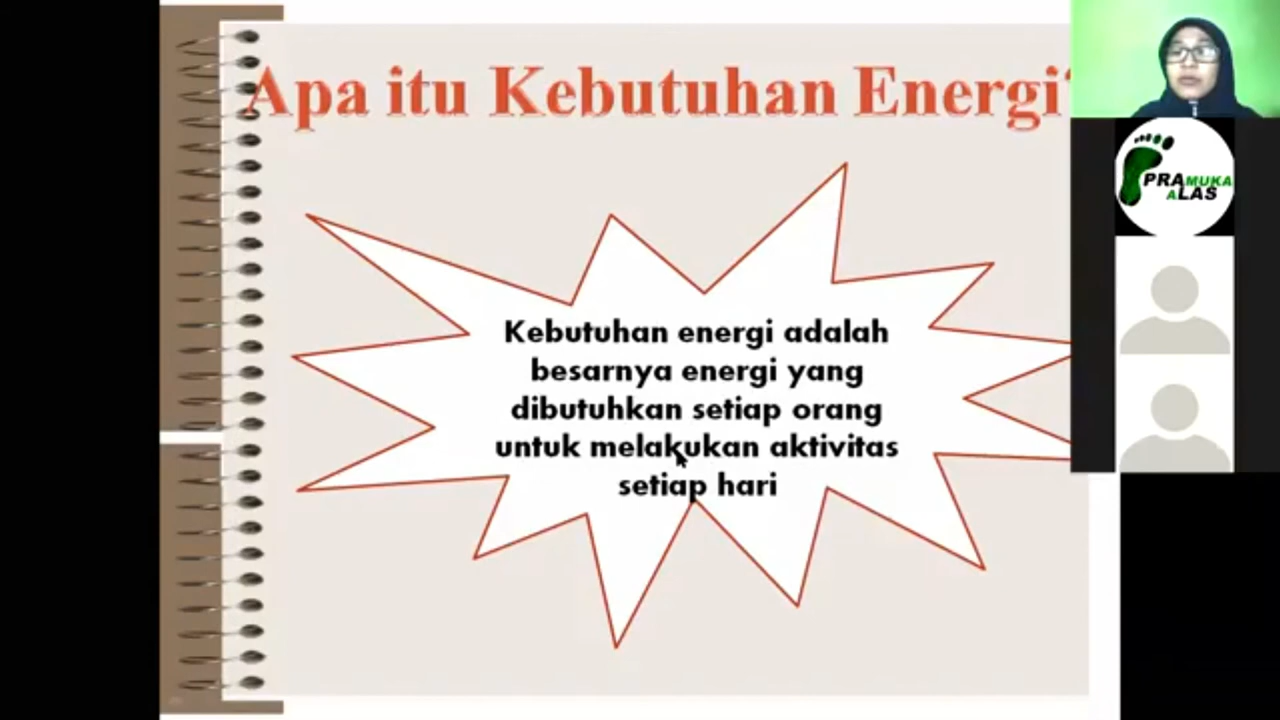 Apa itu Kebutuhan Energi?
Kebutuhan energi adalah
besarnya energi yang
dibutuhkan setiap orang
untuk melakukan aktivitas
setiap hari
PRAMUKA
ALAS